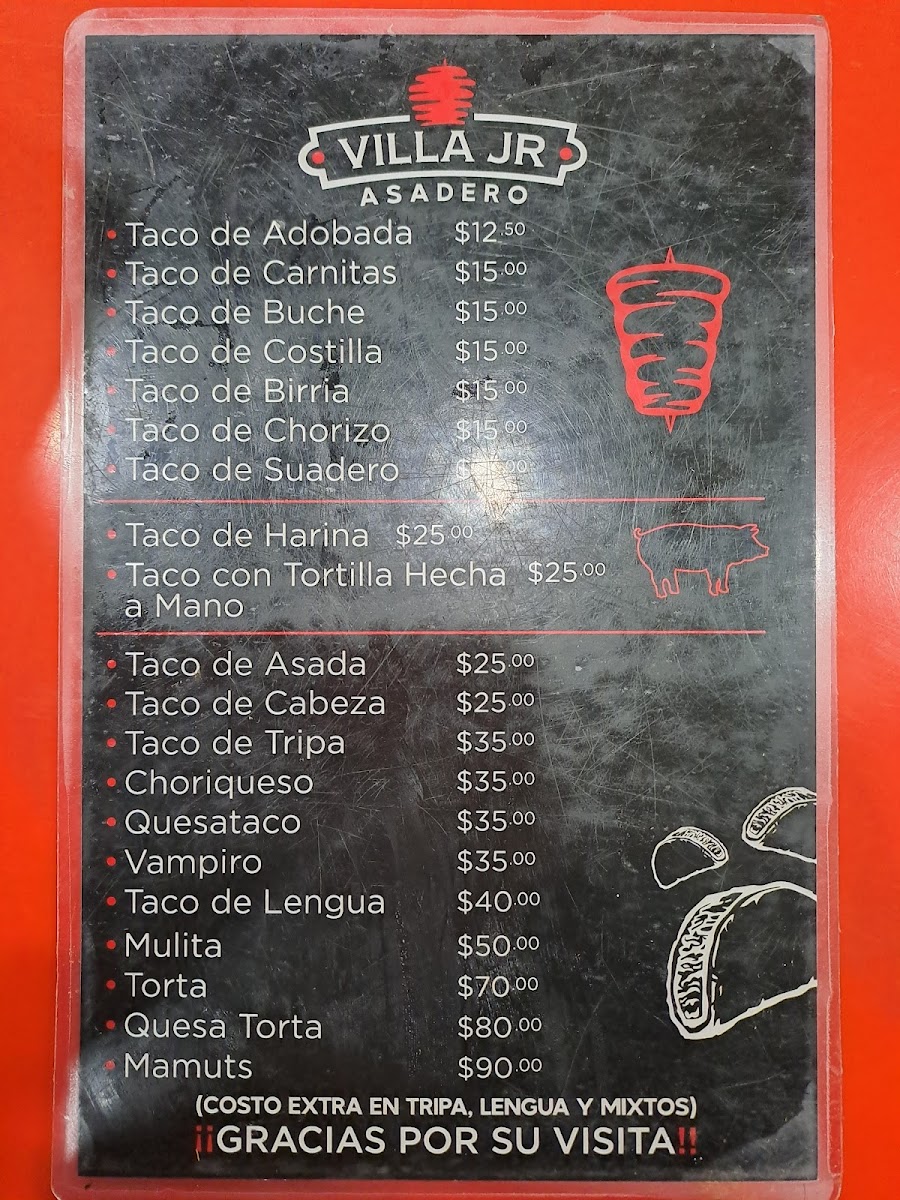 VILLA JR
ASADERO
• Taco de Adobada $12.50
• Taco de Carnitas $15.00
• Taco de Buche $15.00
• Taco de Costilla $15.00
• Taco de Birria $15.00
• Taco de Chorizo $15.00
• Taco de Suadero
• Taco de Harina $25.00
• Taco con Tortilla Hecha $25.00
a Mano
• Taco de Asada $25.00
• Taco de Cabeza $25.00
• Taco de Tripa $35.00
• Choriqueso $35.00
• Quesataco $35.00
• Vampiro $35.00
• Taco de Lengua $40.00
• Mulita $50.00
• Torta $70.00
• Quesa Torta $80.00
• Mamuts $90.00
(COSTO EXTRA EN TRIPA, LENGUA Y MIXTOS)
¡¡GRACIAS POR SU VISITA!!